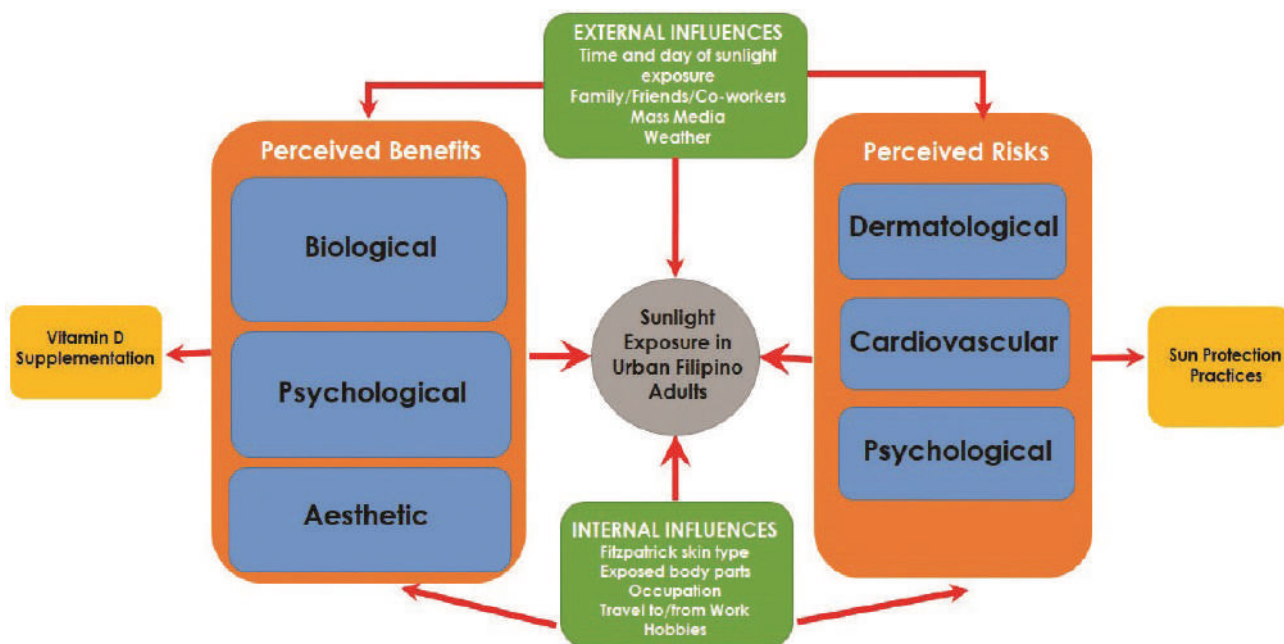 EXTERNAL INFLUENCES
Time and day of sunlight
exposure
Family/Friends/Co-workers
Mass Media
Weather
Perceived Benefits
Biological
Psychological
Aesthetic
Vitamin D
Supplementation
Sunlight
Exposure in
Urban Filipino
Adults
Perceived Risks
Dermatological
Cardiovascular
Psychological
Sun Protection
Practices
INTERNAL INFLUENCES
Fitzpatrick skin type
Exposed body parts
Occupation
Travel to/from Work
Hobbies